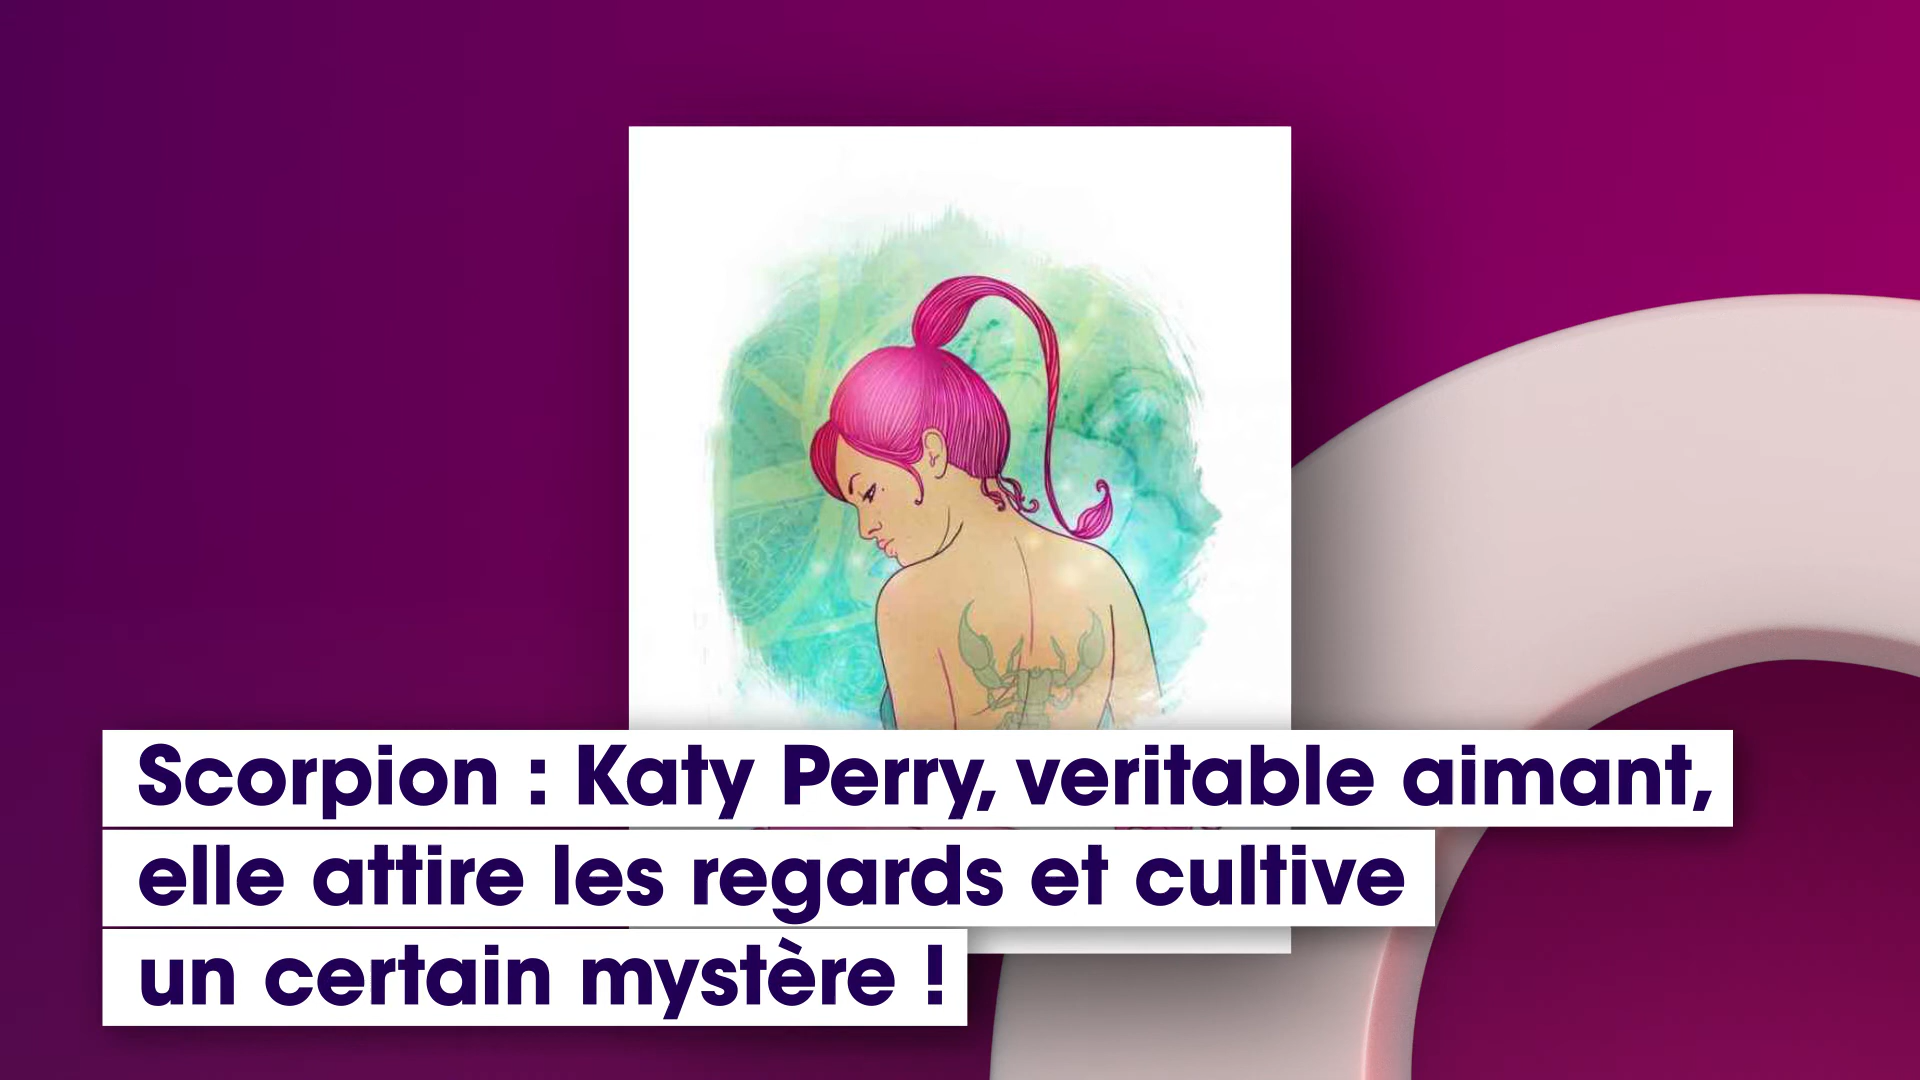 Scorpion : Katy Perry, veritable aimant,
elle attire les regards et cultive
un certain mystère !